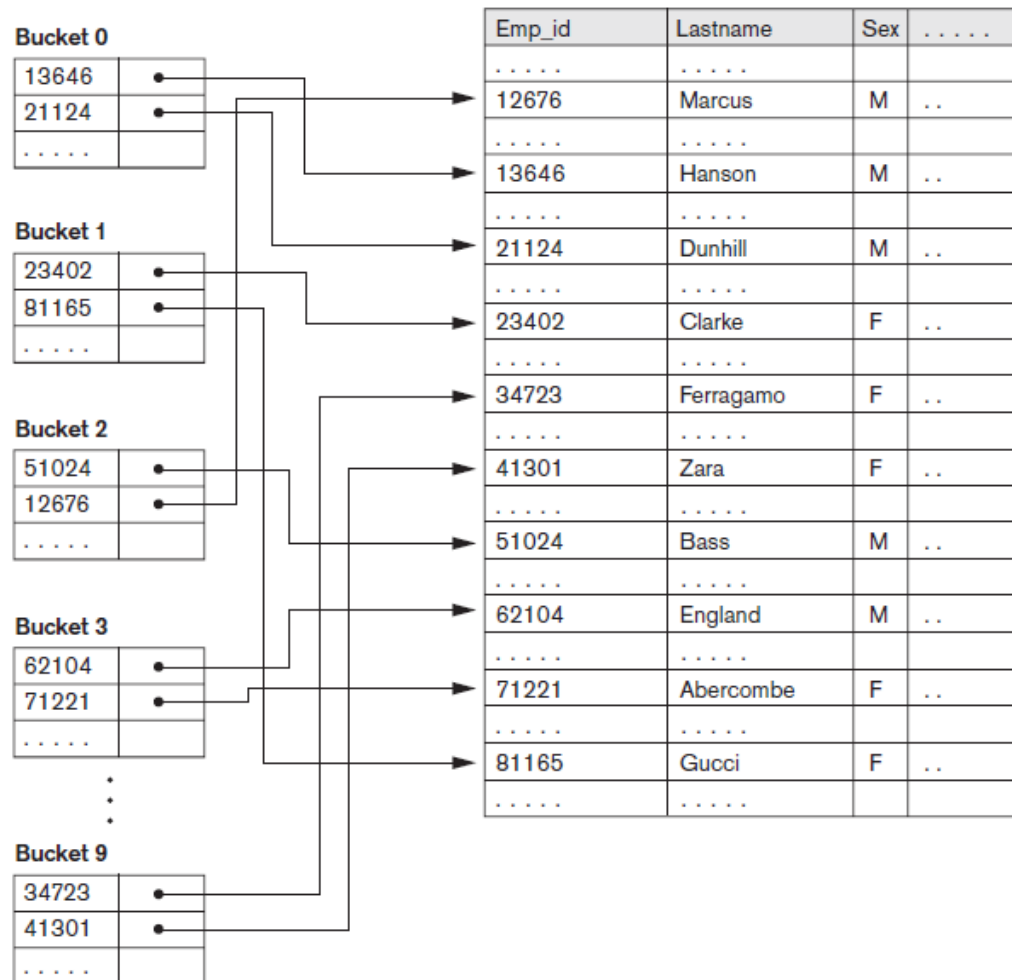 Bucket 0
13646
21124
. . . . .
Bucket 1
23402
81165
. . . . .
Bucket 2
51024
12676
. . . . .
Bucket 3
62104
71221
. . . . .
Bucket 9
34723
41301
. . . . .
Emp_id Lastname Sex . . . . .
. . . . . . . . . .
12676 Marcus M . .
. . . . . . . . . .
13646 Hanson M . .
. . . . . . . . . .
21124 Dunhill M . .
. . . . . . . . . .
23402 Clarke F . .
. . . . . . . . . .
34723 Ferragamo F . .
. . . . . . . . . .
41301 Zara F . .
. . . . . . . . . .
51024 Bass M . .
. . . . . . . . . .
62104 England M . .
. . . . . . . . . .
71221 Abercombe F . .
. . . . . . . . . .
81165 Gucci F . .
. . . . . . . . . .